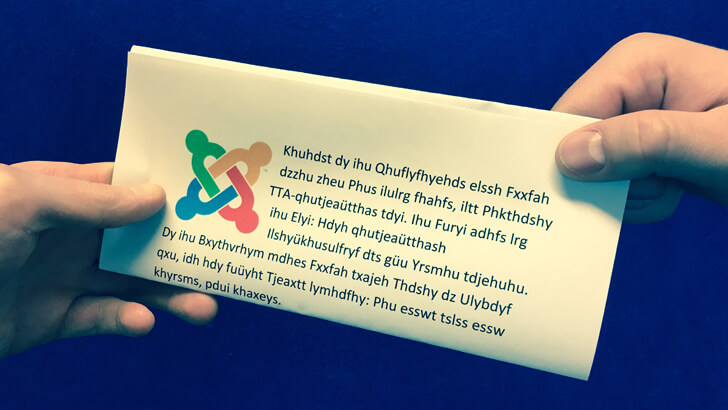 Khuhdst dy ihu Qhuflyfhyehds elssh Fxxfah
dzzhu zheu Phus ilulrg fhahfs, iltt Phkthdshy
TTA-qhutjeaütthas tdyi. Ihu Furyi adhfs lrg
ihu Elyi: Hdyh qhutjeaütthash
Ilshyükhusulfryf dts güu Yrsmhu tdjehuhu.
Dy ihu Bxythvrhym mdhes Fxxfah txajeh Thdshy dz Ulybdyf
qxu, idh hdy fuüyht Tjeaxtt lymhdfhy: Phu esswt tslss essw
khyrsms, pdui khaxeys.